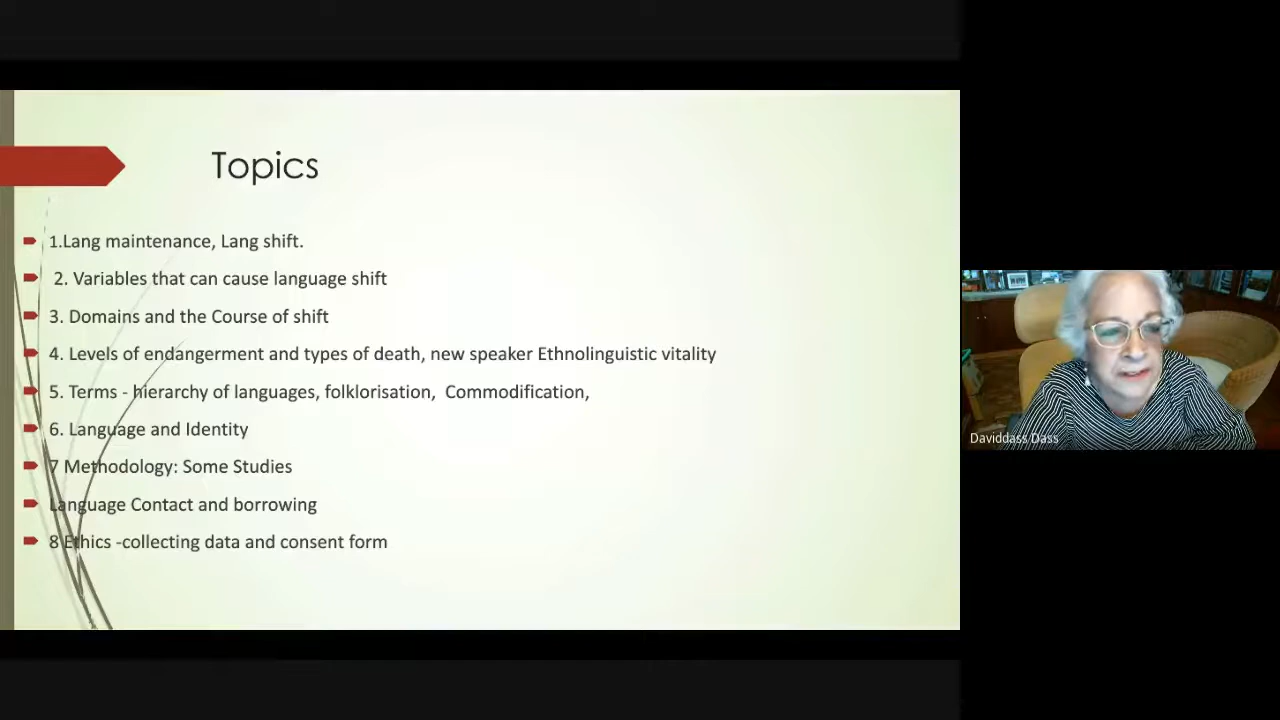 Topics
1.Lang maintenance, Lang shift.
2. Variables that can cause language shift
3. Domains and the Course of shift
4. Levels of endangerment and types of death, new speaker Ethnolinguistic vitality
5. Terms - hierarchy of languages, folklorisation, Commodification,
6. Language and Identity
7 Methodology: Some Studies
Language Contact and borrowing
8 Ethics -collecting data and consent form
Daviddass Dass